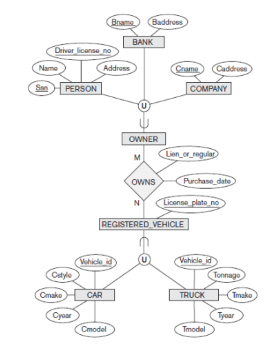 Bname
Baddress
BANK
Driver_license_no
Name
Address
Ssn
PERSON
Cname
Caddress
COMPANY
U
OWNER
M
Lien_or_regular
OWNS
Purchase_date
N
License_plate_no
REGISTERED_VEHICLE
U
Vehicle_id
Cstyle
Cmake
CAR
Cyear
Cmodel
Vehicle_id
Tonnage
TRUCK
Tmake
Tyear
Tmodel